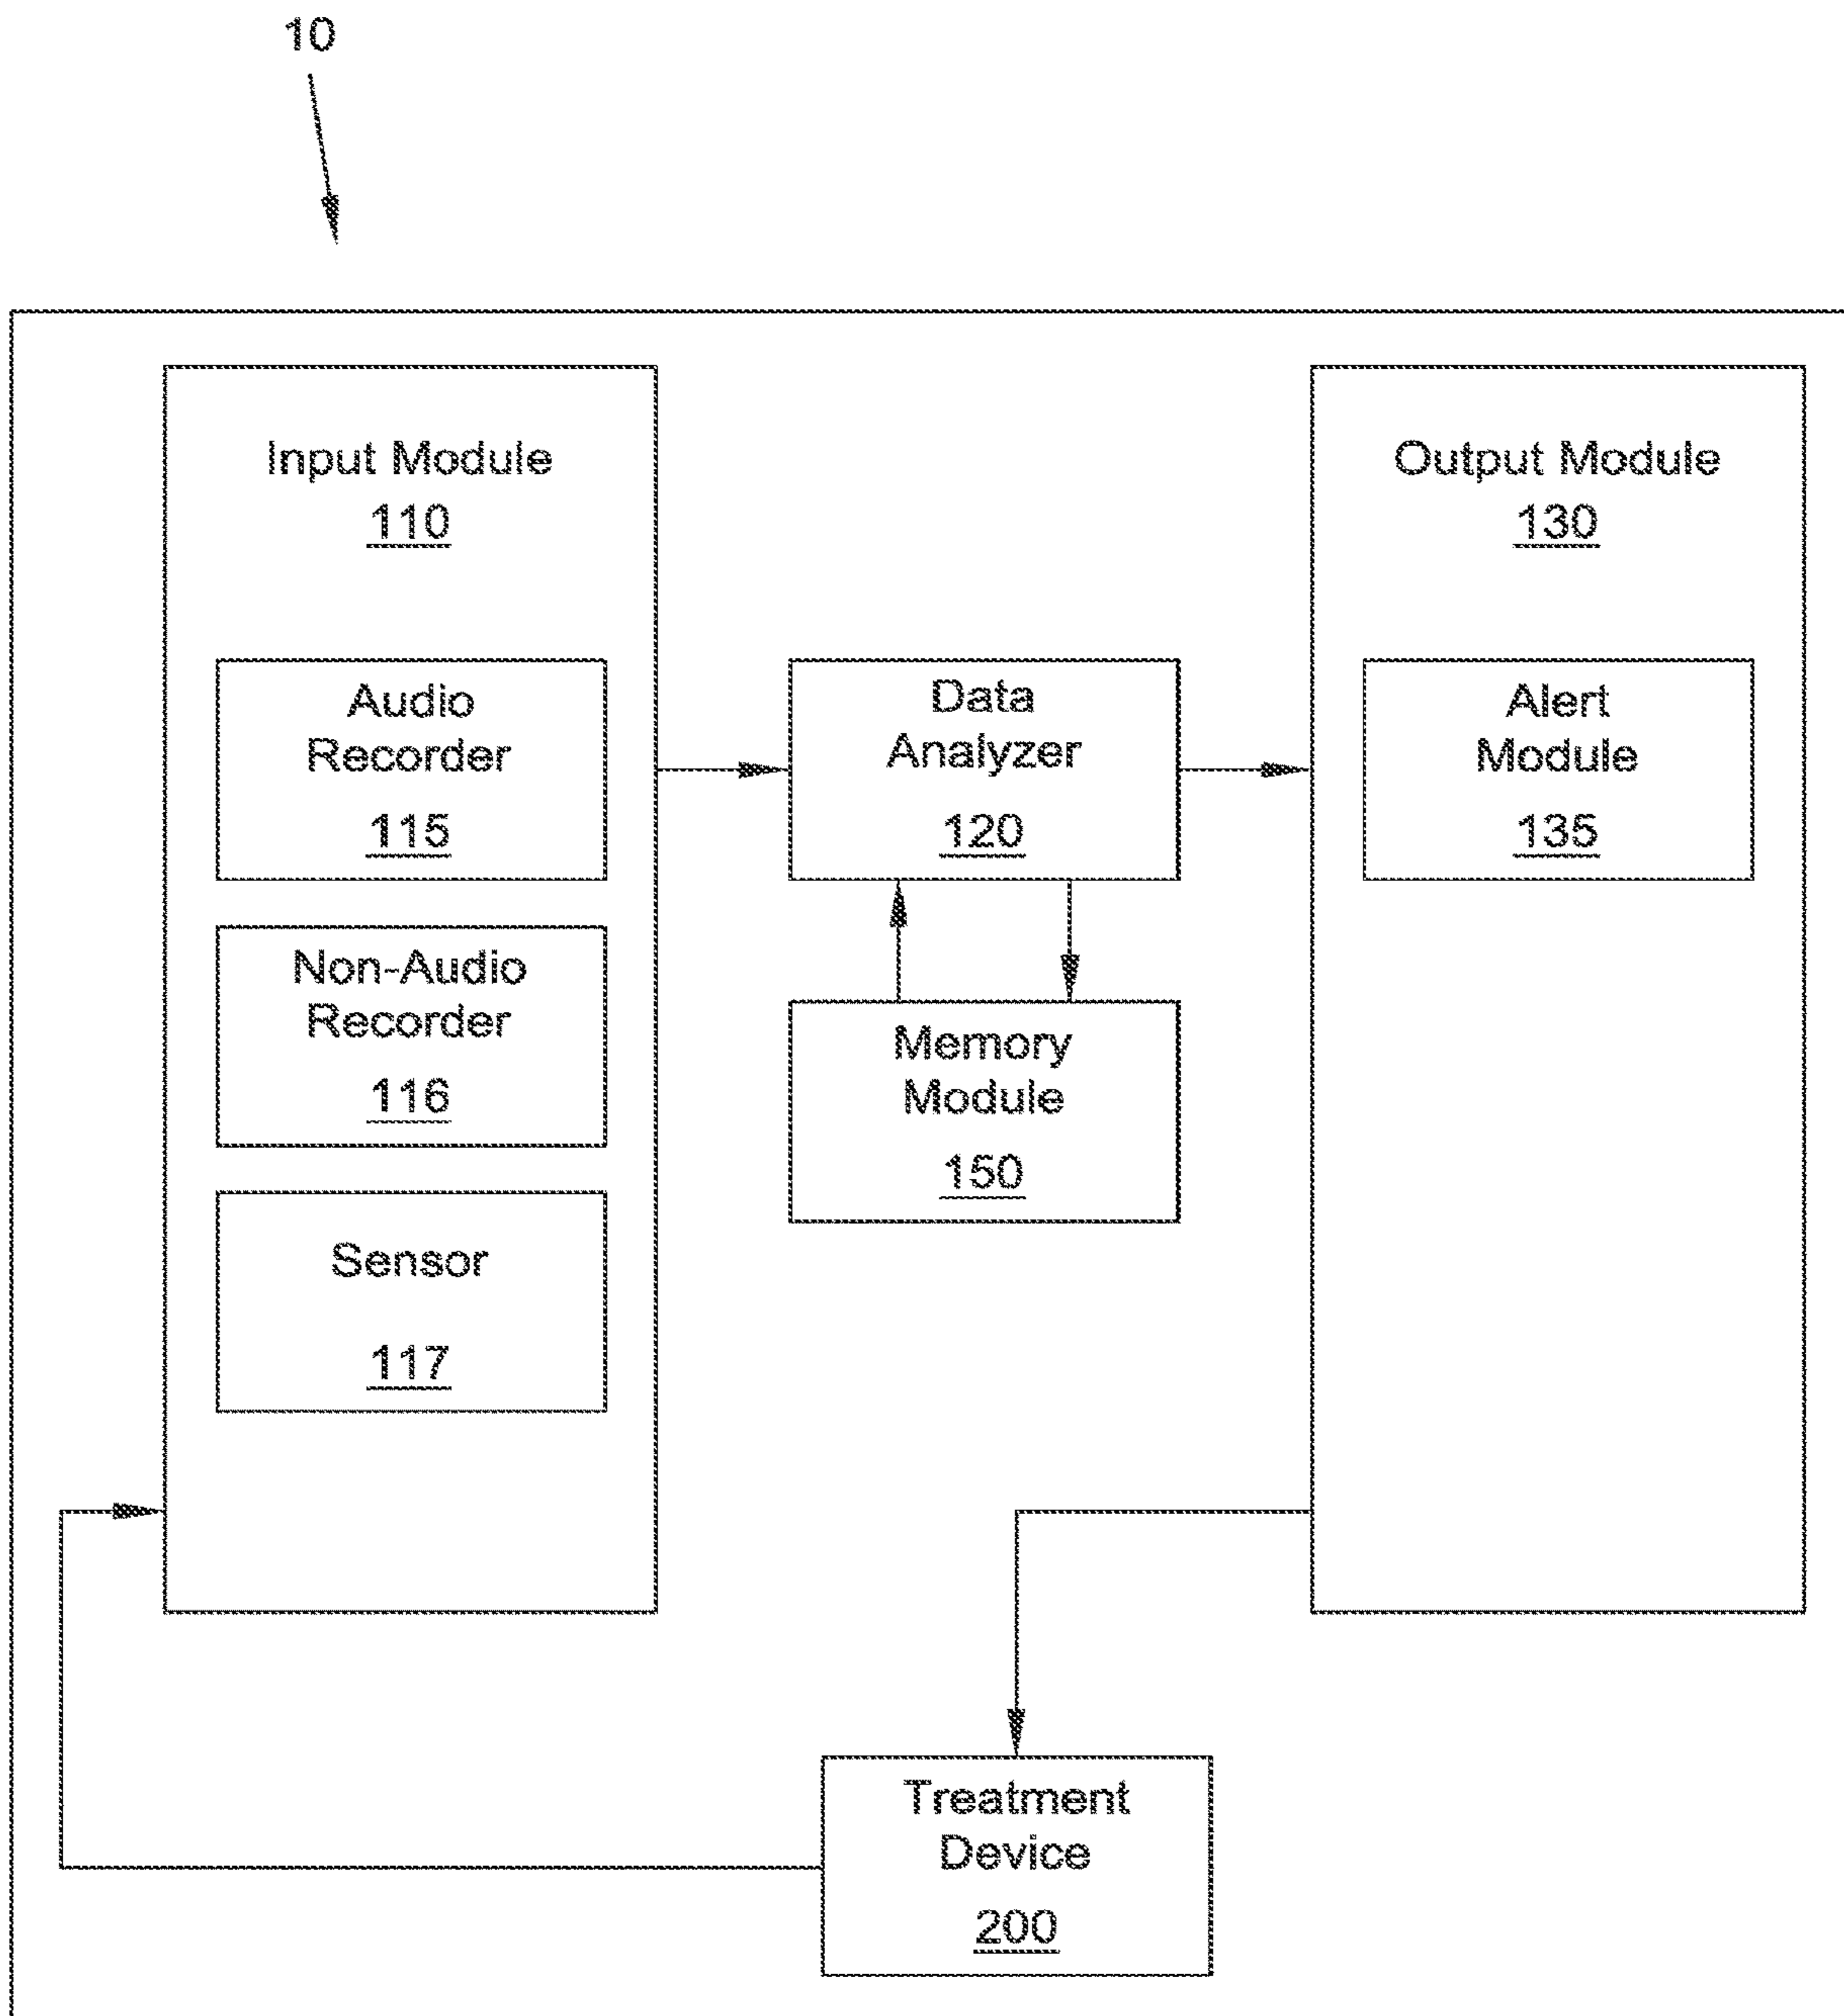 10
Input Module
110
Audio
Recorder
115
Non-Audio
Recorder
116
Sensor
117
Data
Analyzer
120
Memory
Module
150
Output Module
130
Alert
Module
135
Treatment
Device
200